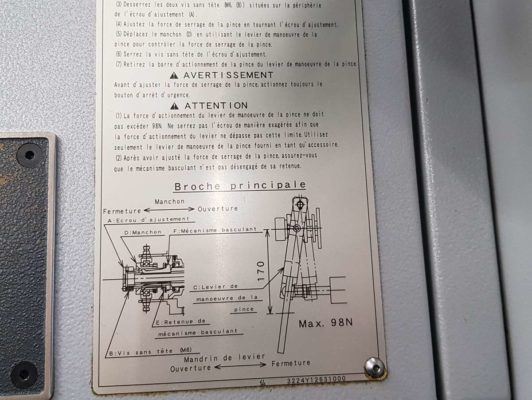 (3) Desserrez les deux vis sans tête (M6, B) situées sur la périphérie
de l'écrou d'ajustement (A).
(4) Ajustez la force de serrage de la pince en tournant l'écrou d'ajustement.
(5) Déplacez le manchon (D) en utilisant le levier de manoeuvre de la
pince pour contrôler la force de serrage de la pince.
(6) Serrez la vis sans tête de l'écrou d'ajustement.
(7) Retirez la barre d'actionnement de la pince du levier de manoeuvre de la pince.
⚠ AVERTISSEMENT
Avant d'ajuster la force de serrage de la pince, actionnez toujours le
bouton d'arrêt d'urgence.
⚠ ATTENTION
(1) La force d'actionnement du levier de manoeuvre de la pince ne doit
pas excéder 98N. Ne serrez pas l'écrou de manière exagérée afin que
la force d'actionnement du levier ne dépasse pas cette limite. Utilisez
seulement le levier de manoeuvre de la pince fourni en tant qu'accessoire.
(2) Après avoir ajusté la force de serrage de la pince, assurez-vous
que le mécanisme basculant n'est pas désengagé de sa retenue.
Broche principale
Manchon
Fermeture
Ouverture
A:Ecrou d'ajustement
D:Manchon
F:Mécanisme basculant
170
C:Levier de
manoeuvre de la
pince
E:Retenue de
mécanisme basculant
Max. 98N
B:Vis sans tête (M6)
Mandrin de levier
Ouverture
Fermeture
3224Y12631000